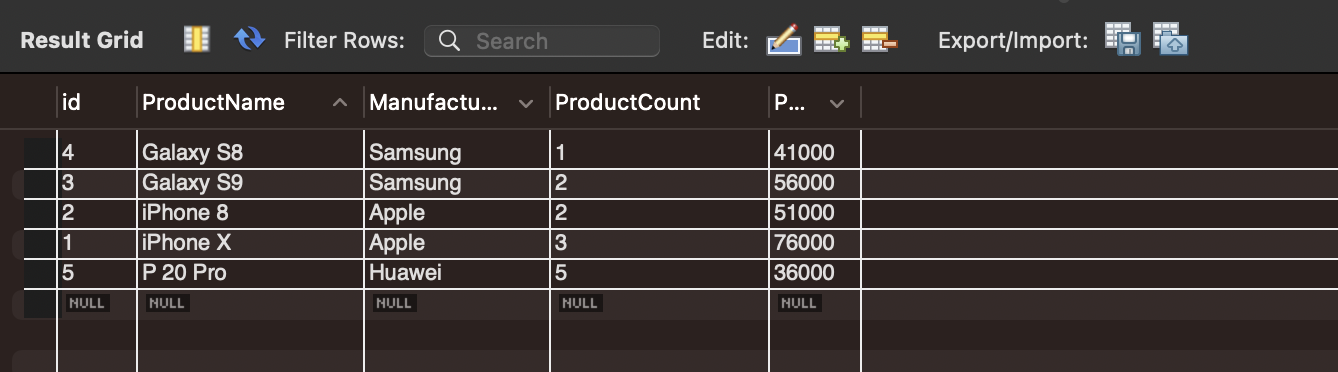 Result Grid Filter Rows: Search Edit: Export/Import:
id ProductName Manufactu... ProductCount P...
4 Galaxy S8 Samsung 1 41000
3 Galaxy S9 Samsung 2 56000
2 iPhone 8 Apple 2 51000
1 iPhone X Apple 3 76000
5 P 20 Pro Huawei 5 36000
NULL NULL NULL NULL NULL